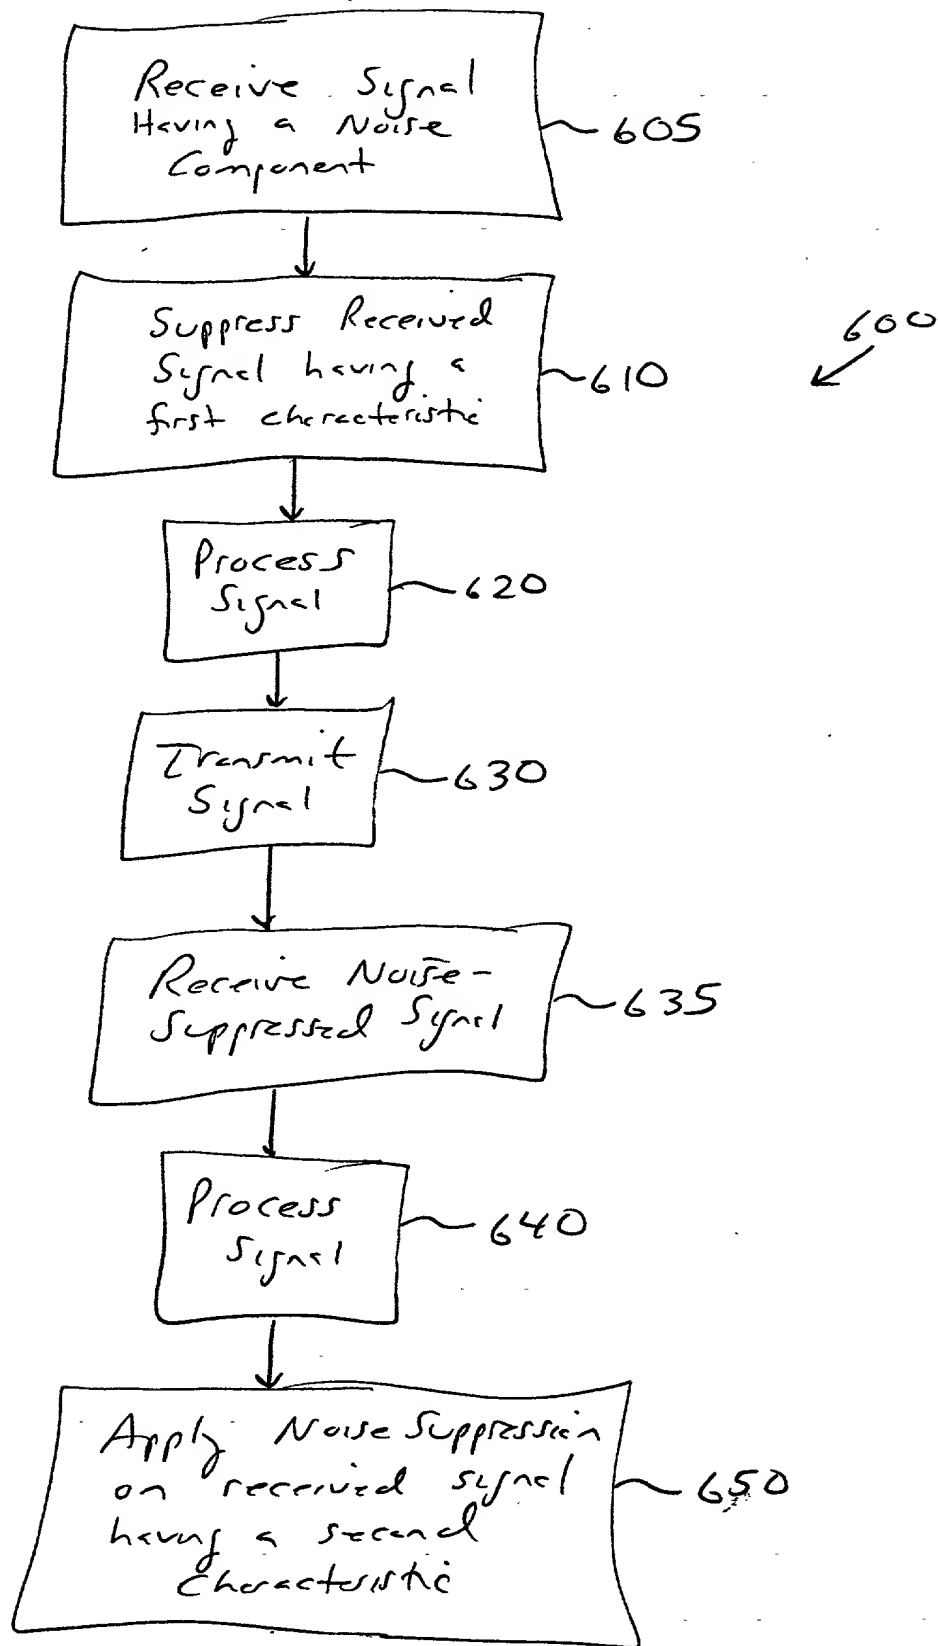 Receive Signal
Having a Noise
Component
605
Suppress Received
Signal having a
first characteristic
610
600
Process
Signal
620
Transmit
Signal
630
Receive Noise-
Suppressed Signal
635
Process
Signal
640
Apply Noise Suppression
on received signal
having a second
Characteristic
650